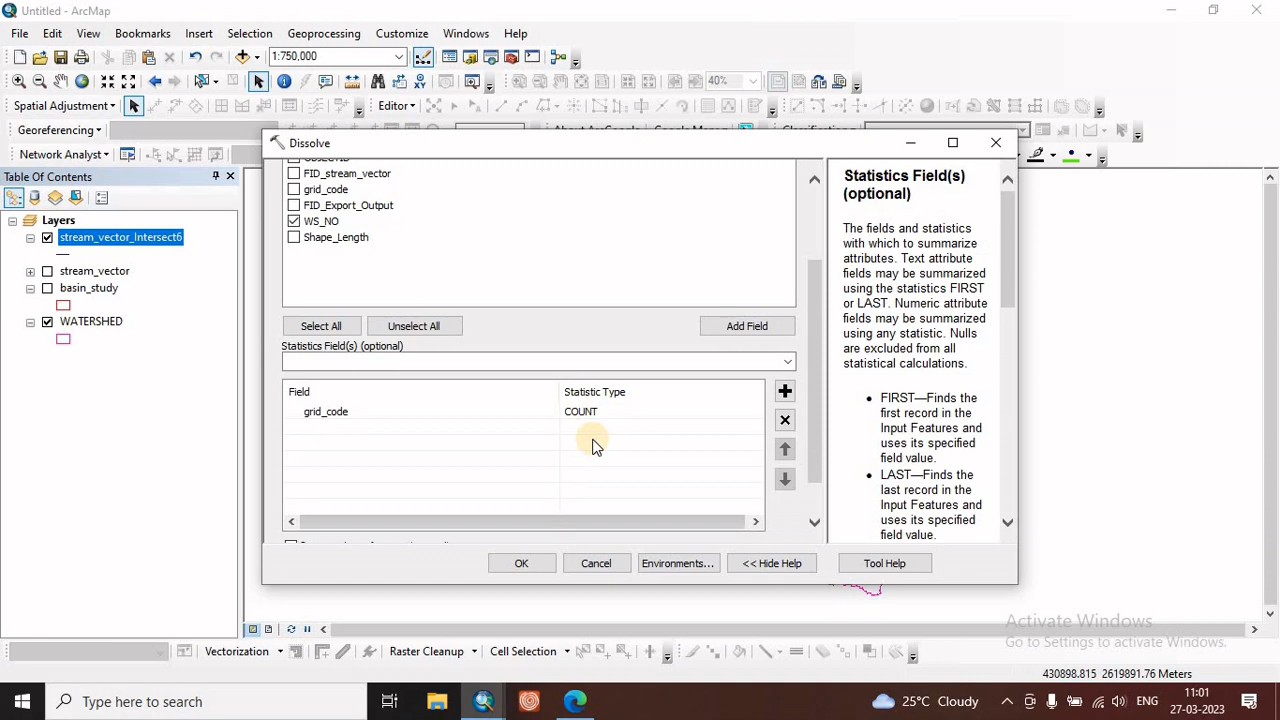 Untitled - ArcMap
File Edit View Bookmarks Insert Selection Geoprocessing Customize Windows Help
1:750,000
40%
Spatial Adjustment Editor
Georeferencing
Network Analyst
Table Of Contents
Layers
stream_vector_Intersect6
stream_vector
basin_study
WATERSHED
Dissolve
FID_stream_vector
grid_code
FID_Export_Output
WS_NO
Shape_Length
Select All Unselect All Add Field
Statistics Field(s) (optional)
Field Statistic Type
grid_code COUNT
OK Cancel Environments... << Hide Help Tool Help
Statistics Field(s)
(optional)
The fields and statistics
with which to summarize
attributes. Text attribute
fields may be summarized
using the statistics FIRST
or LAST. Numeric attribute
fields may be summarized
using any statistic. Nulls
are excluded from all
statistical calculations.
• FIRST—Finds the
first record in the
Input Features and
uses its specified
field value.
• LAST—Finds the
last record in the
Input Features and
uses its specified
field value.
Activate Windows
Go to Settings to activate Windows.
Vectorization Raster Cleanup Cell Selection
430898.815 2619891.76 Meters
Type here to search
25°C Cloudy
ENG
11:01
27-03-2023